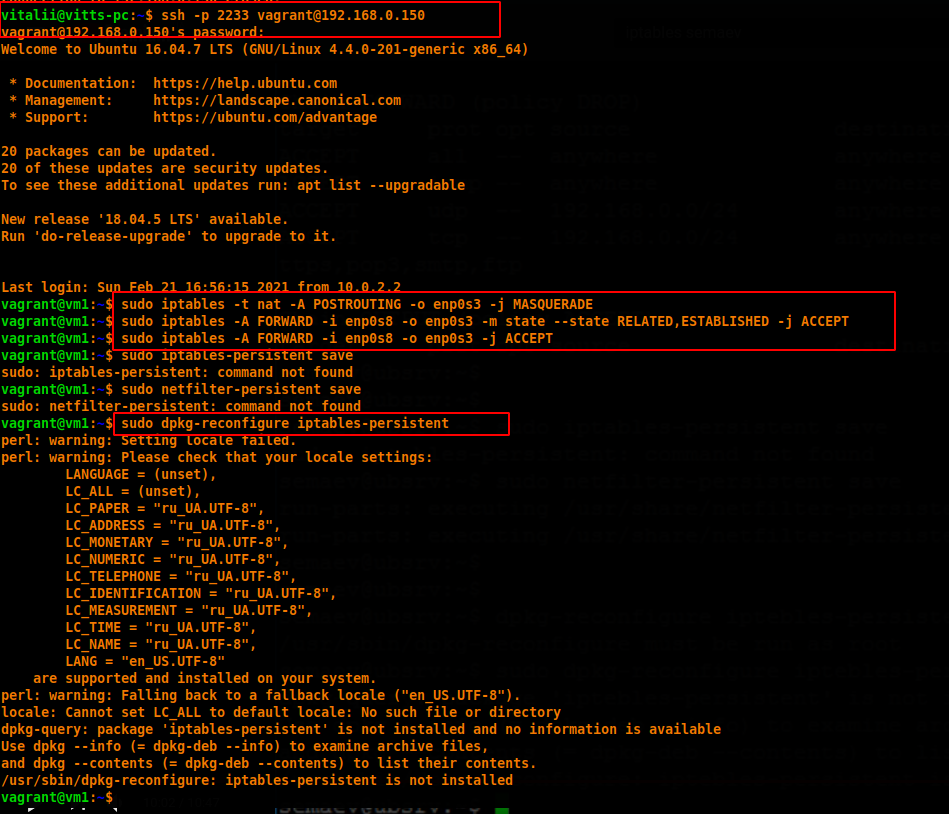 vitalii@vitts-pc:~$ ssh -p 2233 vagrant@192.168.0.150
vagrant@192.168.0.150's password:
Welcome to Ubuntu 16.04.7 LTS (GNU/Linux 4.4.0-201-generic x86_64)
* Documentation:  https://help.ubuntu.com
* Management:     https://landscape.canonical.com
* Support:        https://ubuntu.com/advantage
20 packages can be updated.
20 of these updates are security updates.
To see these additional updates run: apt list --upgradable
New release '18.04.5 LTS' available.
Run 'do-release-upgrade' to upgrade to it.
Last login: Sun Feb 21 16:56:15 2021 from 10.0.2.2
vagrant@vm1:~$ sudo iptables -t nat -A POSTROUTING -o enp0s3 -j MASQUERADE
vagrant@vm1:~$ sudo iptables -A FORWARD -i enp0s8 -o enp0s3 -m state --state RELATED,ESTABLISHED -j ACCEPT
vagrant@vm1:~$ sudo iptables -A FORWARD -i enp0s8 -o enp0s3 -j ACCEPT
vagrant@vm1:~$ sudo iptables-persistent save
sudo: iptables-persistent: command not found
vagrant@vm1:~$ sudo netfilter-persistent save
sudo: netfilter-persistent: command not found
vagrant@vm1:~$ sudo dpkg-reconfigure iptables-persistent
perl: warning: Setting locale failed.
perl: warning: Please check that your locale settings:
LANGUAGE = (unset),
LC_ALL = (unset),
LC_PAPER = "ru_UA.UTF-8",
LC_ADDRESS = "ru_UA.UTF-8",
LC_MONETARY = "ru_UA.UTF-8",
LC_NUMERIC = "ru_UA.UTF-8",
LC_TELEPHONE = "ru_UA.UTF-8",
LC_IDENTIFICATION = "ru_UA.UTF-8",
LC_MEASUREMENT = "ru_UA.UTF-8",
LC_TIME = "ru_UA.UTF-8",
LC_NAME = "ru_UA.UTF-8",
LANG = "en_US.UTF-8"
are supported and installed on your system.
perl: warning: Falling back to a fallback locale ("en_US.UTF-8").
locale: Cannot set LC_ALL to default locale: No such file or directory
dpkg-query: package 'iptables-persistent' is not installed and no information is available
Use dpkg --info (= dpkg-deb --info) to examine archive files,
and dpkg --contents (= dpkg-deb --contents) to list their contents.
/usr/sbin/dpkg-reconfigure: iptables-persistent is not installed
vagrant@vm1:~$